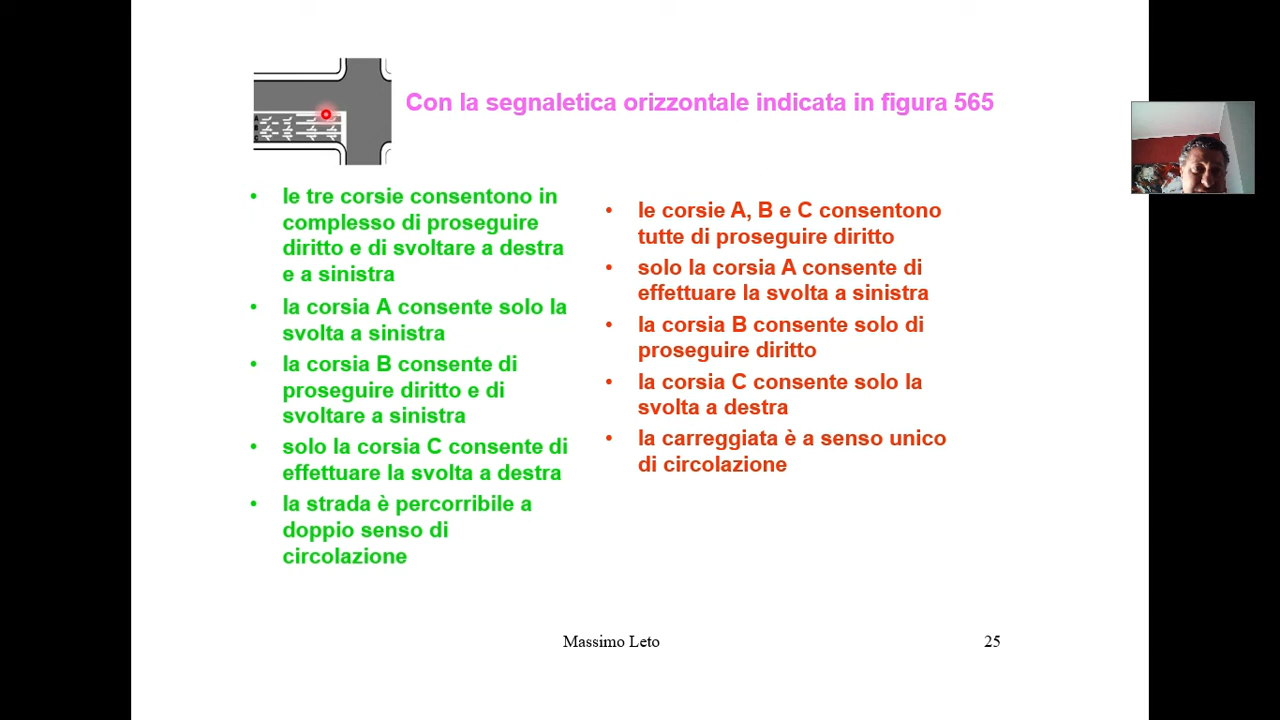 Con la segnaletica orizzontale indicata in figura 565
• le tre corsie consentono in
complesso di proseguire
diritto e di svoltare a destra
e a sinistra
• la corsia A consente solo la
svolta a sinistra
• la corsia B consente di
proseguire diritto e di
svoltare a sinistra
• solo la corsia C consente di
effettuare la svolta a destra
• la strada è percorribile a
doppio senso di
circolazione
• le corsie A, B e C consentono
tutte di proseguire diritto
• solo la corsia A consente di
effettuare la svolta a sinistra
• la corsia B consente solo di
proseguire diritto
• la corsia C consente solo la
svolta a destra
• la carreggiata è a senso unico
di circolazione
Massimo Leto
25